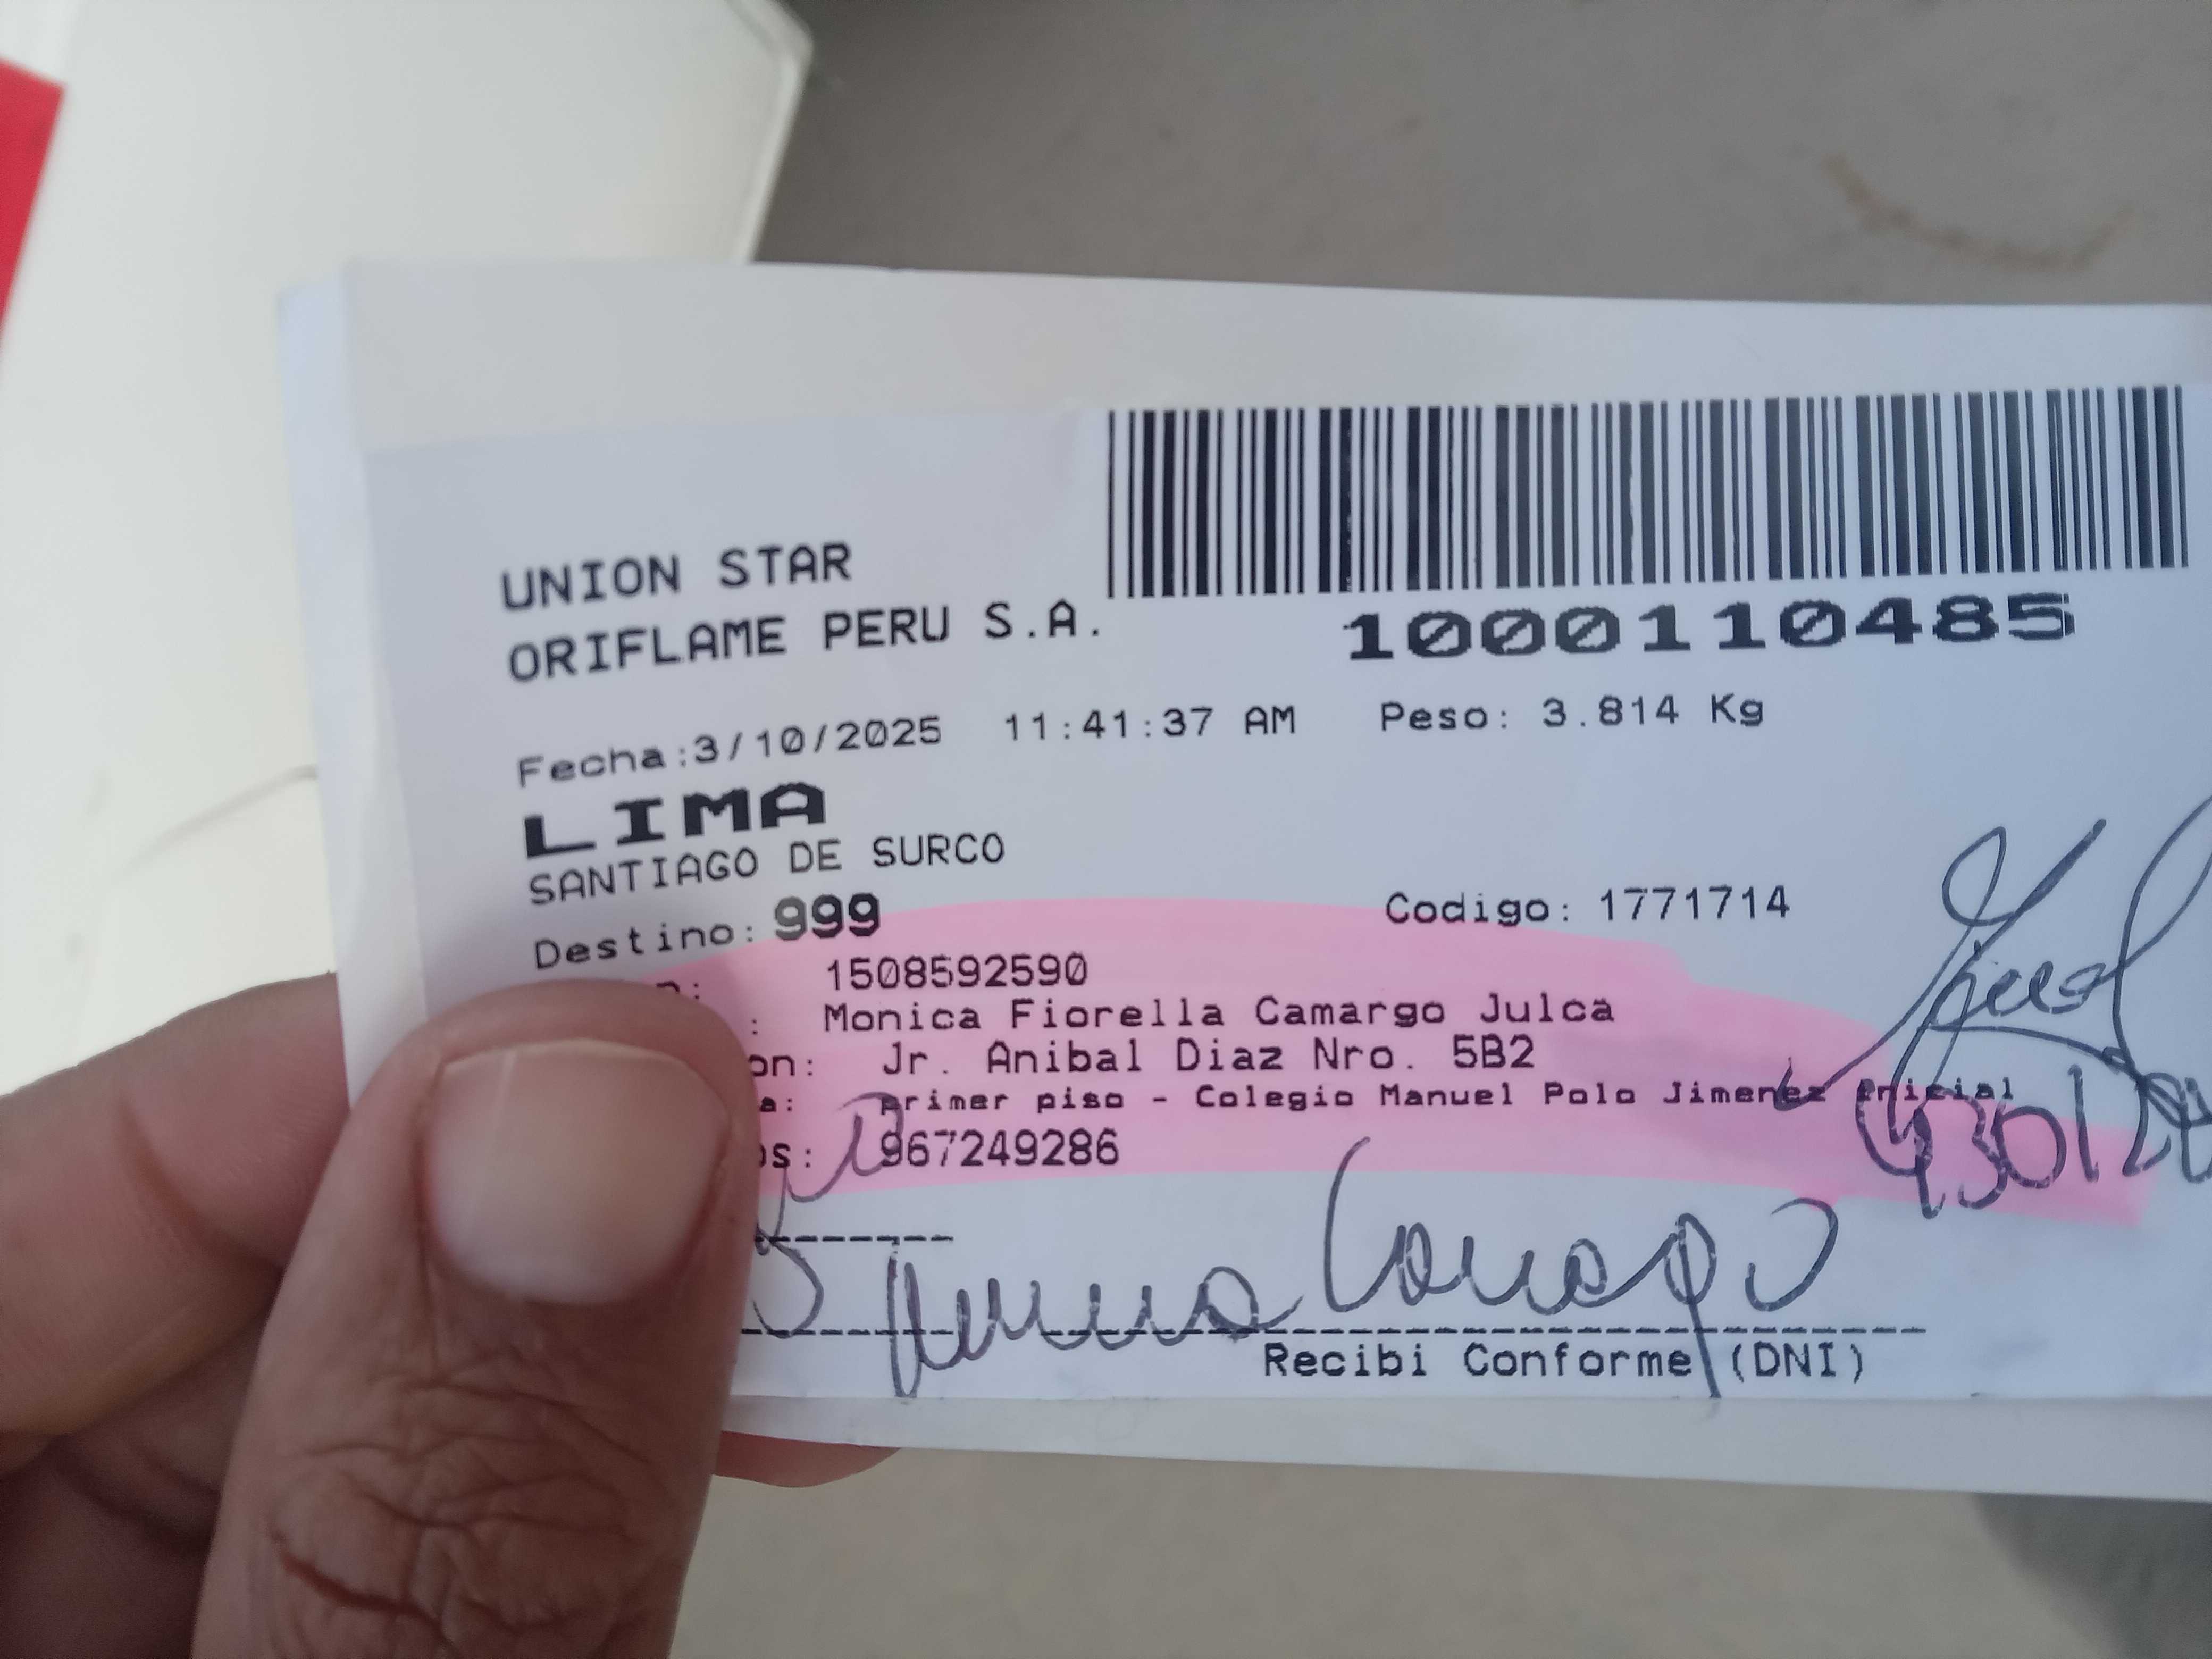 UNION STAR
ORIFLAME PERU S.A.
1000110485
Fecha:3/10/2025 11:41:37 AM Peso: 3.814 Kg
LIMA
SANTIAGO DE SURCO
Destino: 999 Codigo: 1771714
n: 1508592590
: Monica Fiorella Camargo Julca
on: Jr. Anibal Diaz Nro. 5B2
a: primer piso - Colegio Manuel Polo Jimenez Inicial
os: 967249286
Recibi Conforme (DNI)